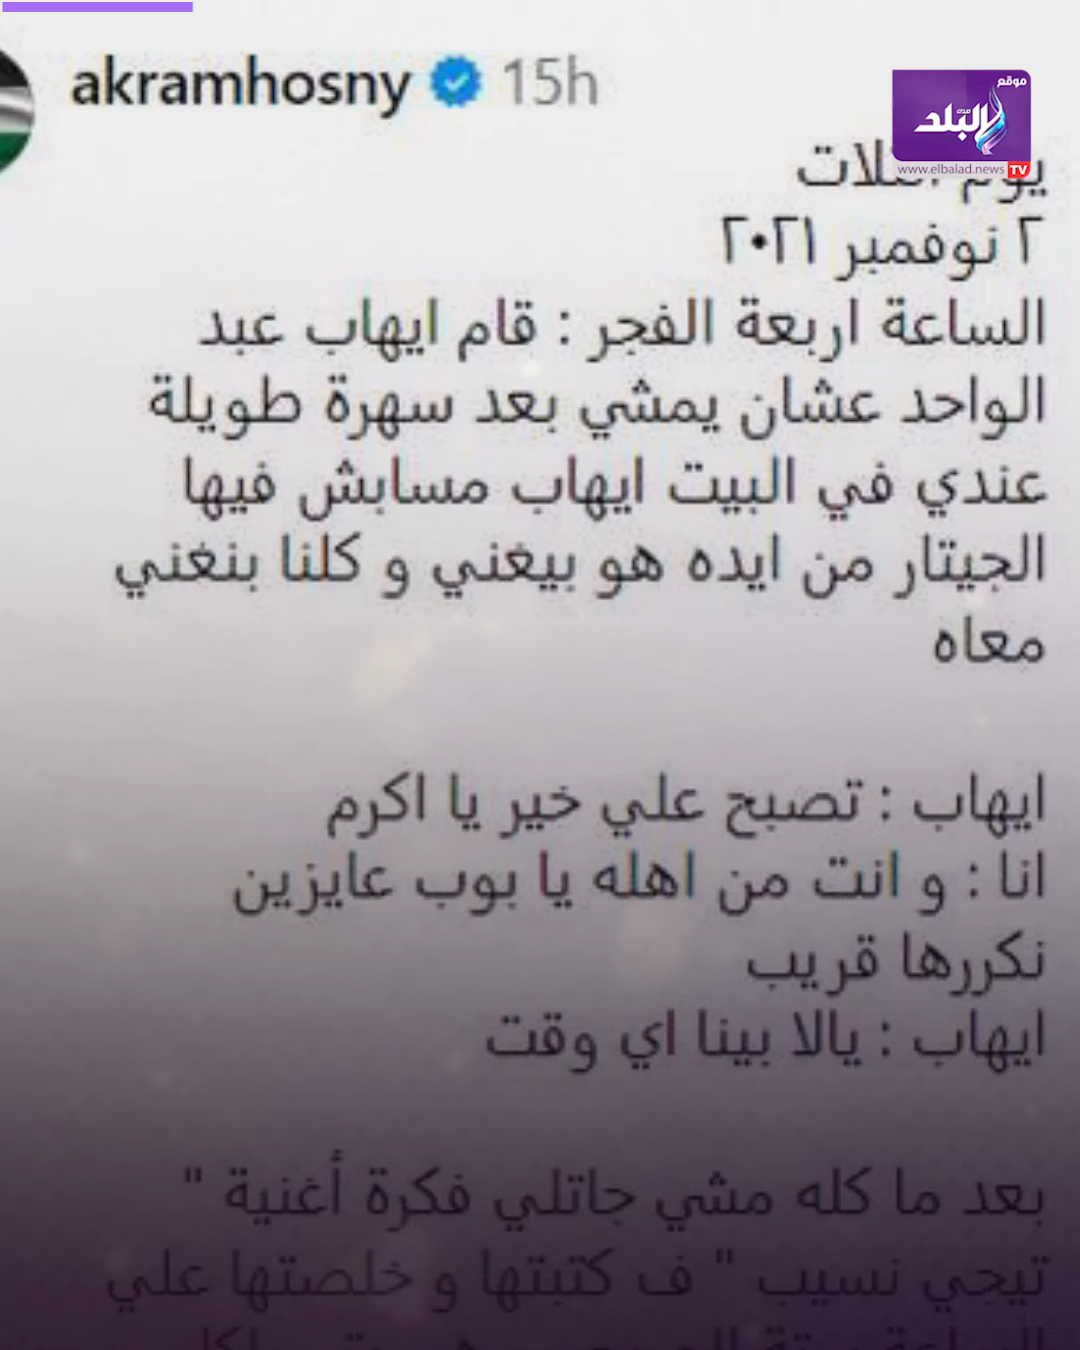 akramhosny 15h
موقع
صدى البلد
www.elbalad.news TV
يوم التلات
٢ نوفمبر ٢٠٢١
الساعة اربعة الفجر : قام ايهاب عبد
الواحد عشان يمشي بعد سهرة طويلة
عندي في البيت ايهاب مسابش فيها
الجيتار من ايده هو بيغني و كلنا بنغني
معاه
ايهاب : تصبح علي خير يا اكرم
انا : و انت من اهله يا بوب عايزين
نكررها قريب
ايهاب : يالا بينا اي وقت
بعد ما كله مشي جاتلي فكرة أغنية "
تيجي نسيب " ف كتبتها و خلصتها علي